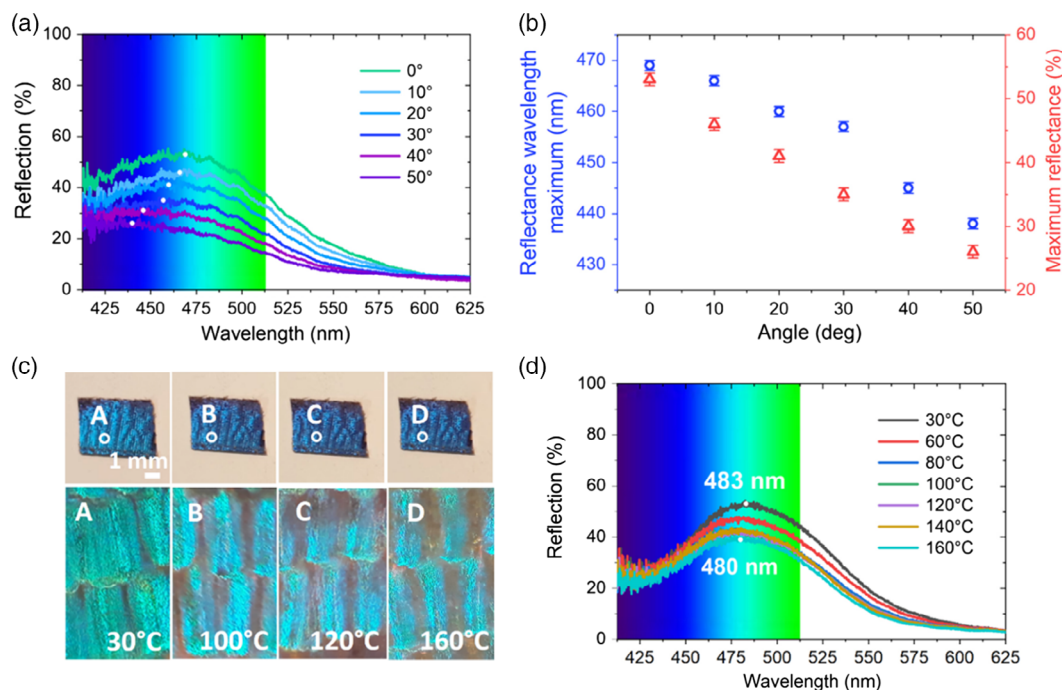 (a)
Reflection (%)
100
80
60
40
20
0
0°
10°
20°
30°
40°
50°
425 450 475 500 525 550 575 600 625
Wavelength (nm)
(b)
Reflectance wavelength
maximum (nm)
470
460
450
440
430
60
50
40
30
20
Maximum reflectance (%)
0 10 20 30 40 50
Angle (deg)
(c)
A B C D
1 mm
A B C D
30°C 100°C 120°C 160°C
(d)
Reflection (%)
100
80
60
40
20
0
483 nm
480 nm
30°C
60°C
80°C
100°C
120°C
140°C
160°C
425 450 475 500 525 550 575 600 625
Wavelength (nm)